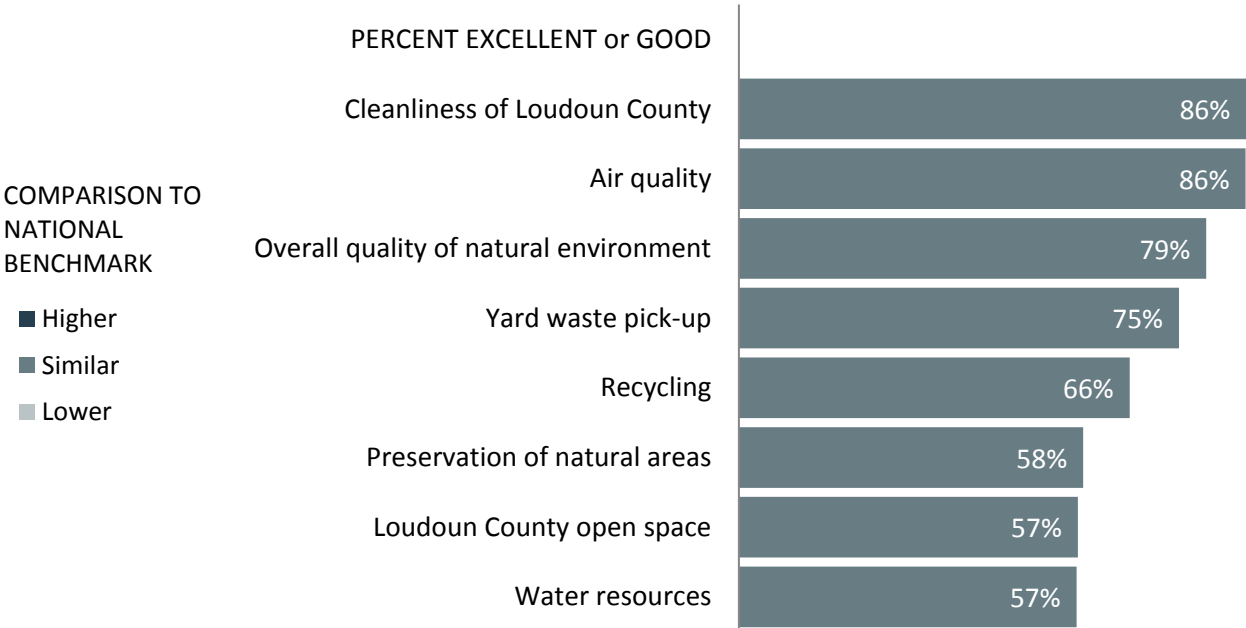 PERCENT EXCELLENT or GOOD
Cleanliness of Loudoun County 86%
Air quality 86%
Overall quality of natural environment 79%
Yard waste pick-up 75%
Recycling 66%
Preservation of natural areas 58%
Loudoun County open space 57%
Water resources 57%
COMPARISON TO
NATIONAL
BENCHMARK
Higher
Similar
Lower